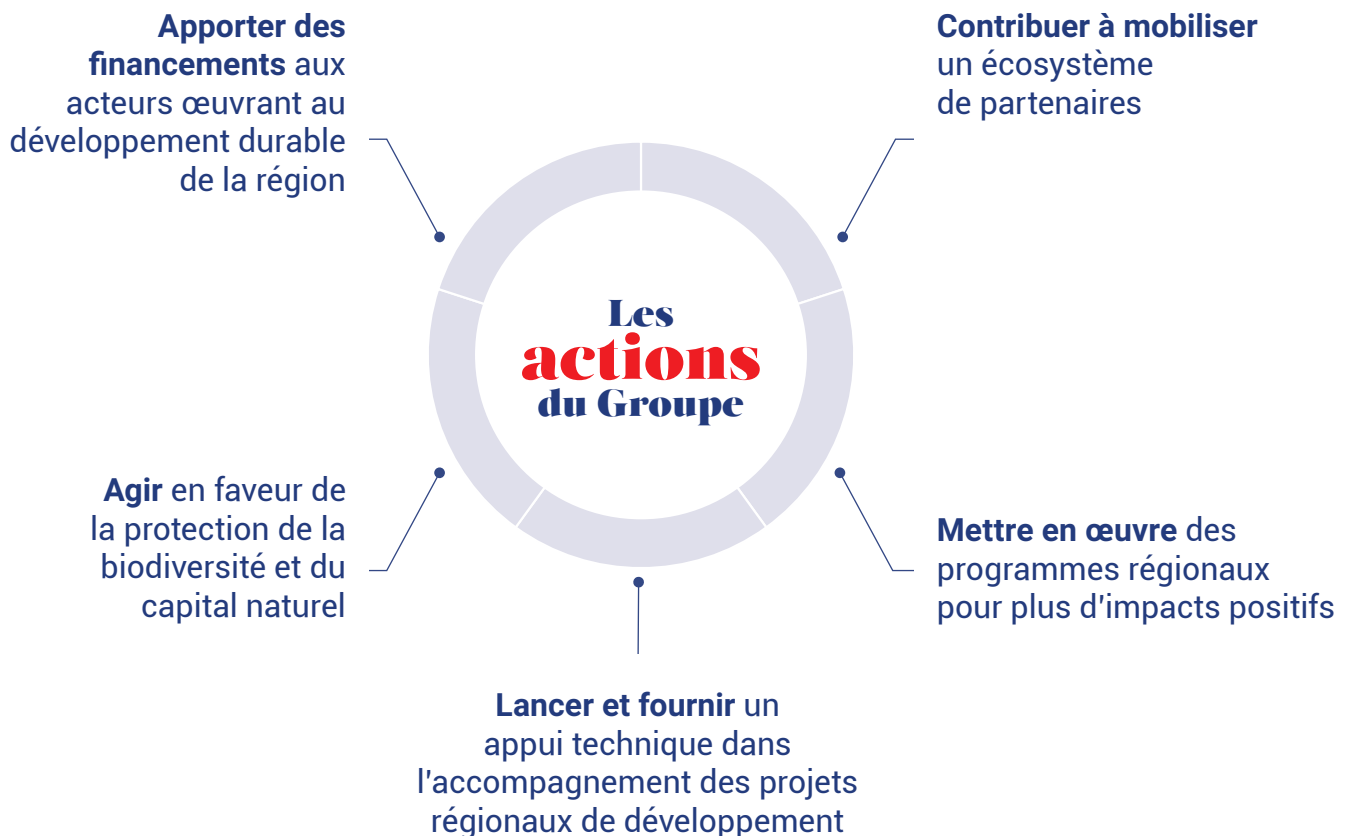 Apporter des
financements aux
acteurs œuvrant au
développement durable
de la région
Contribuer à mobiliser
un écosystème
de partenaires
Les
actions
du Groupe
Agir en faveur de
la protection de la
biodiversité et du
capital naturel
Mettre en œuvre des
programmes régionaux
pour plus d'impacts positifs
Lancer et fournir un
appui technique dans
l'accompagnement des projets
régionaux de développement